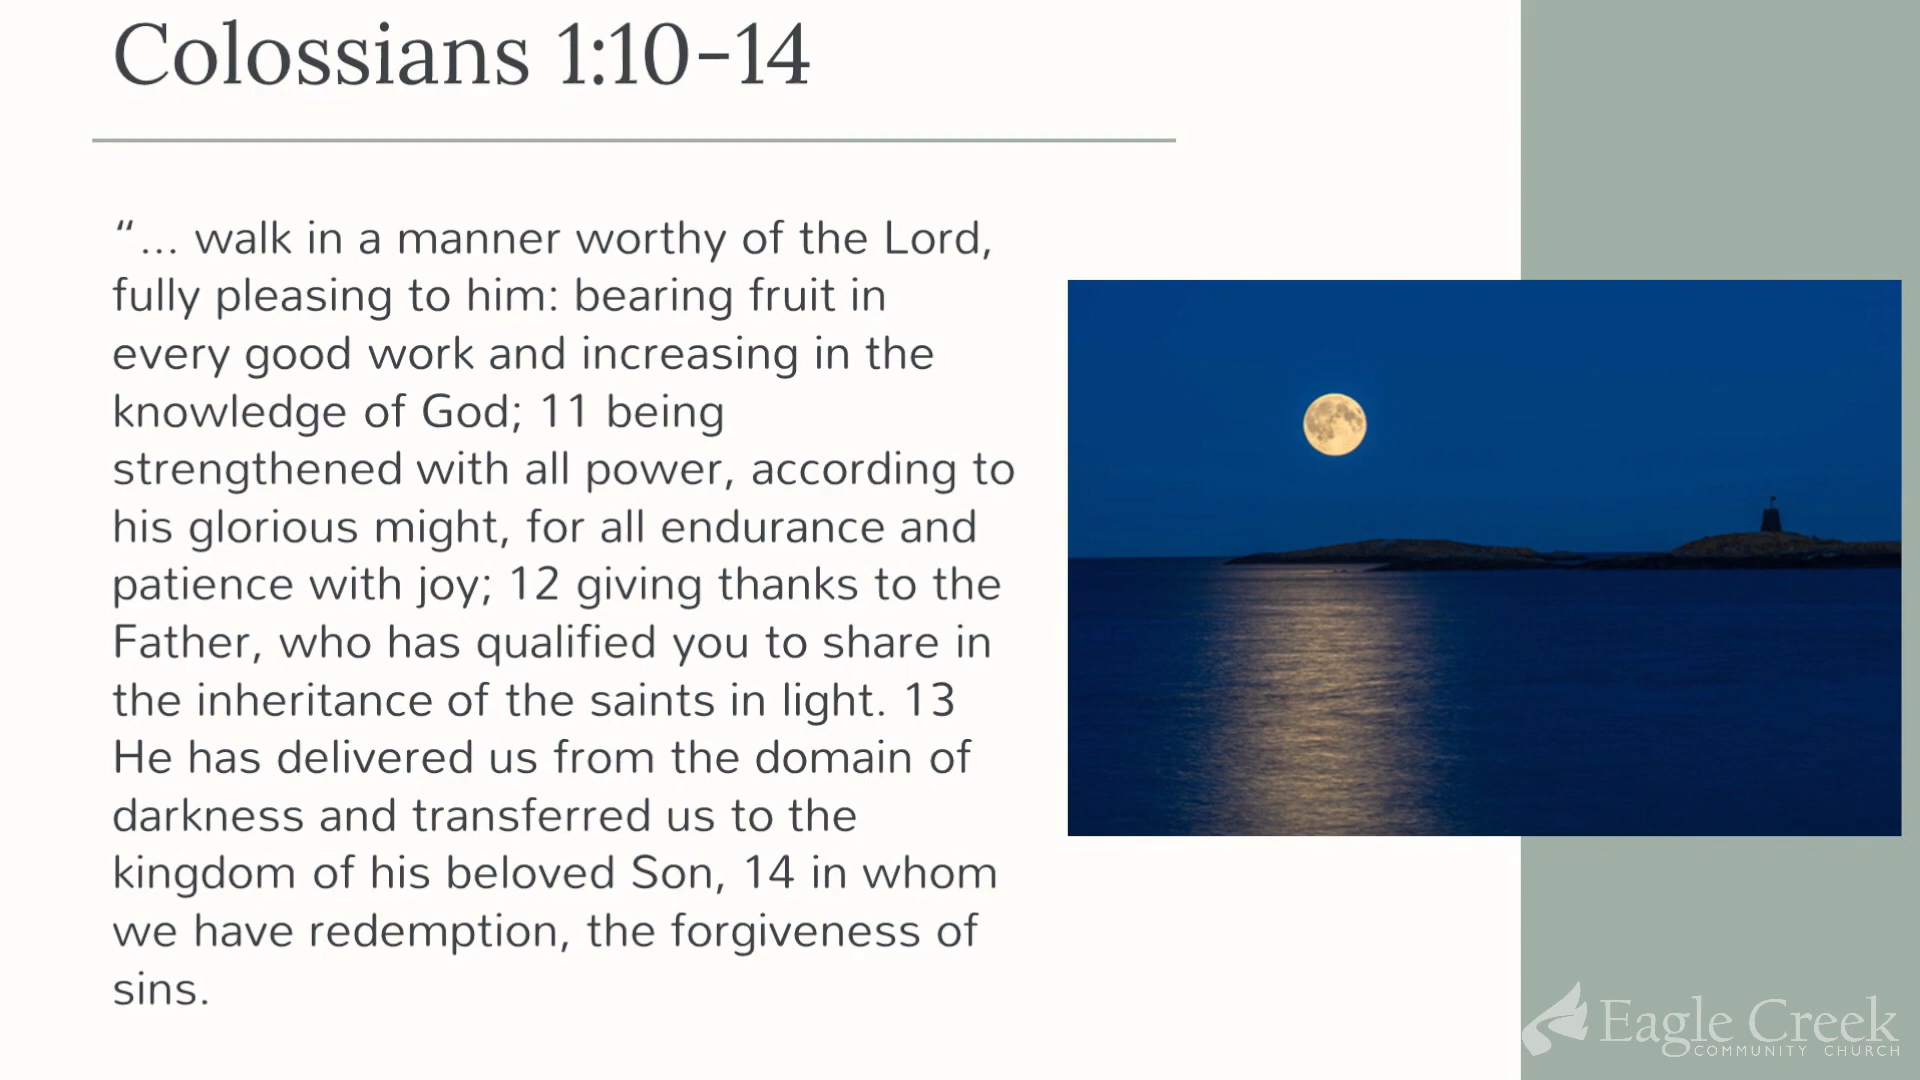 Colossians 1:10-14
“... walk in a manner worthy of the Lord,
fully pleasing to him: bearing fruit in
every good work and increasing in the
knowledge of God; 11 being
strengthened with all power, according to
his glorious might, for all endurance and
patience with joy; 12 giving thanks to the
Father, who has qualified you to share in
the inheritance of the saints in light. 13
He has delivered us from the domain of
darkness and transferred us to the
kingdom of his beloved Son, 14 in whom
we have redemption, the forgiveness of
sins.
Eagle Creek
COMMUNITY CHURCH